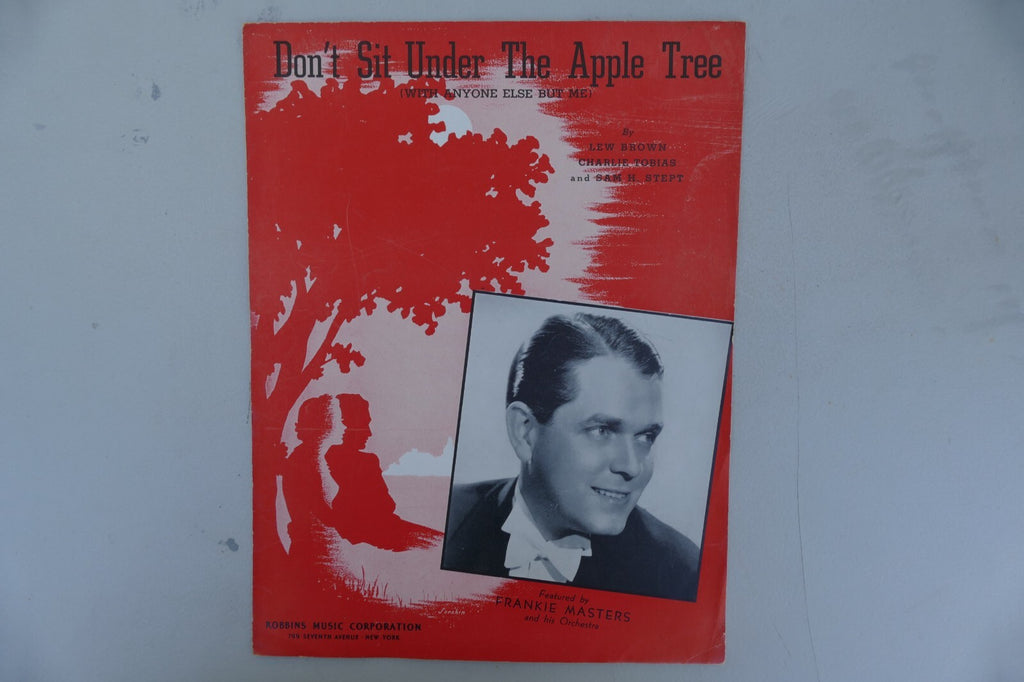 Don't Sit Under The Apple Tree
(WITH ANYONE ELSE BUT ME)
By
LEW BROWN
CHARLIE TOBIAS
and SAM H. STEPT
Featured by
FRANKIE MASTERS
and his Orchestra
ROBBINS MUSIC CORPORATION
799 SEVENTH AVENUE · NEW YORK